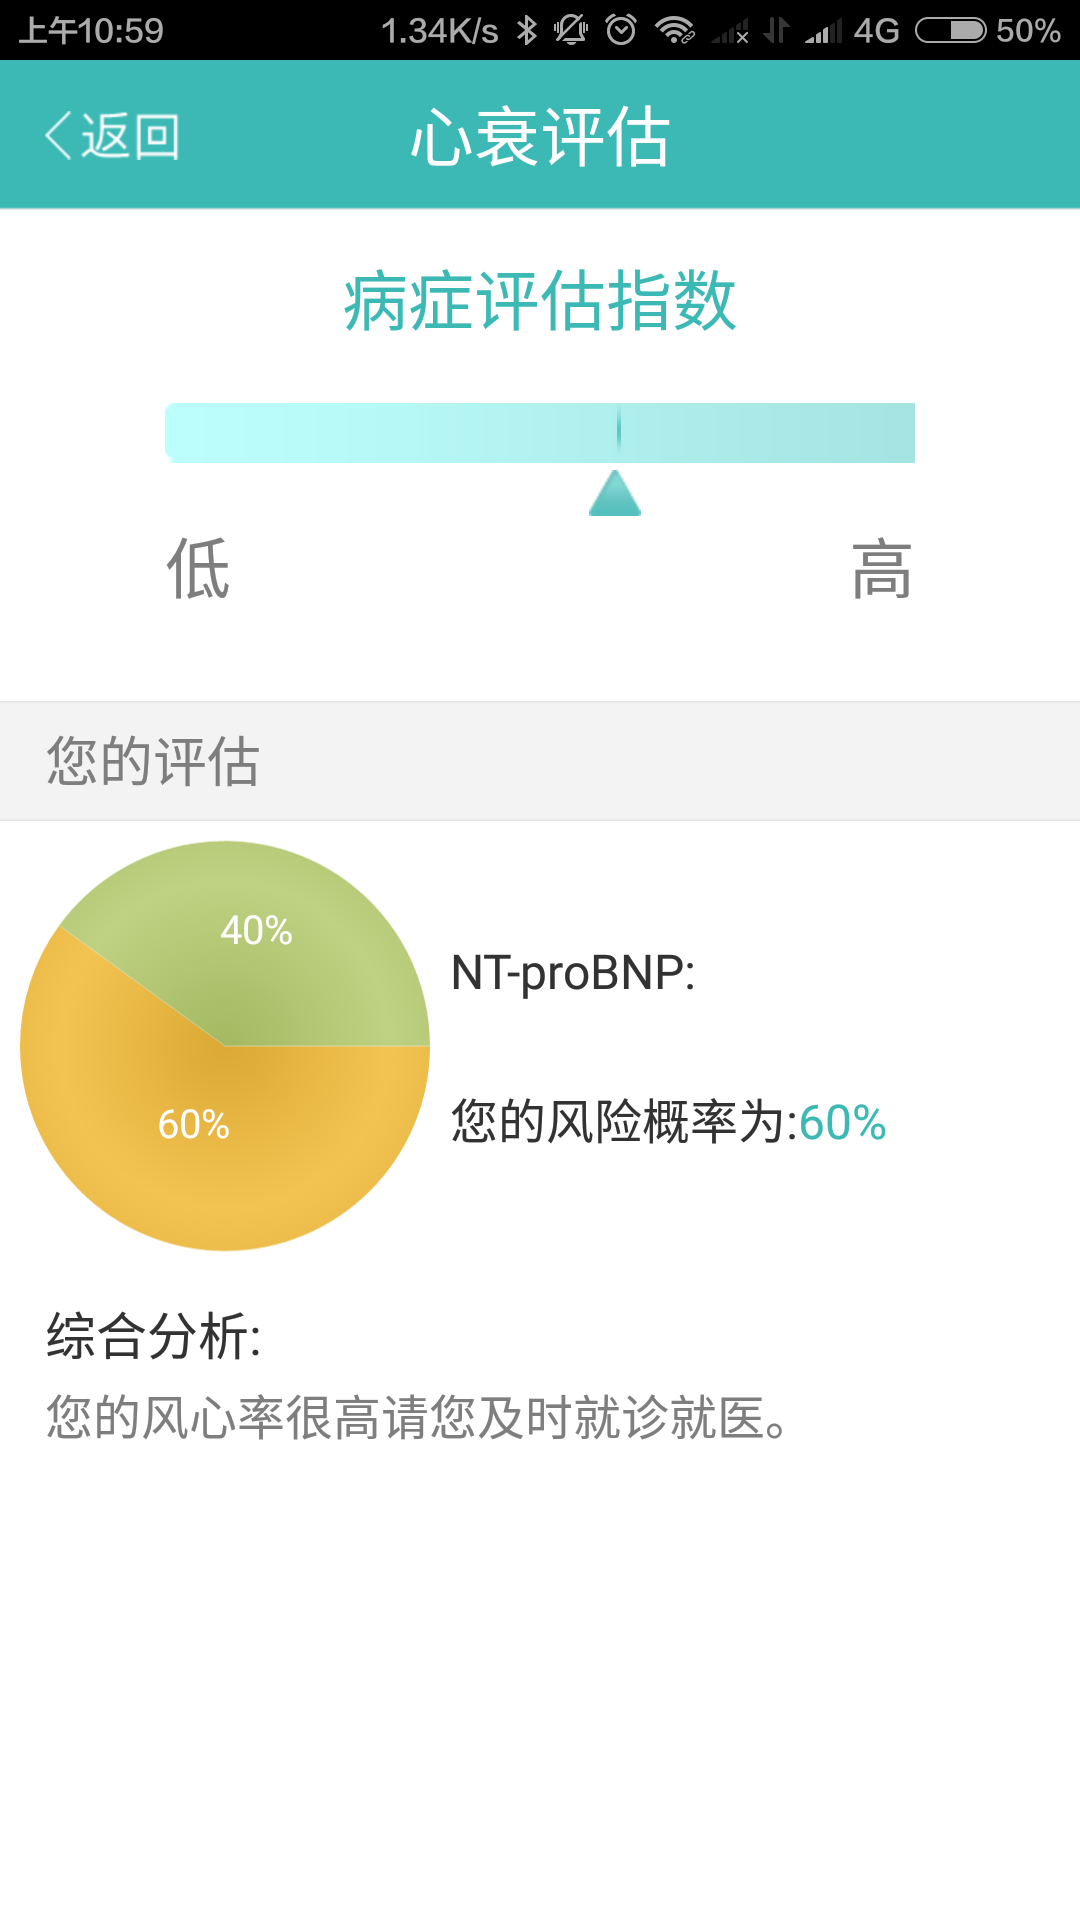 上午10:59 1.34K/s 4G 50%
返回 心衰评估
病症评估指数
低 高
您的评估
40%
NT-proBNP:
60%
您的风险概率为:60%
综合分析:
您的风心率很高请您及时就诊就医。